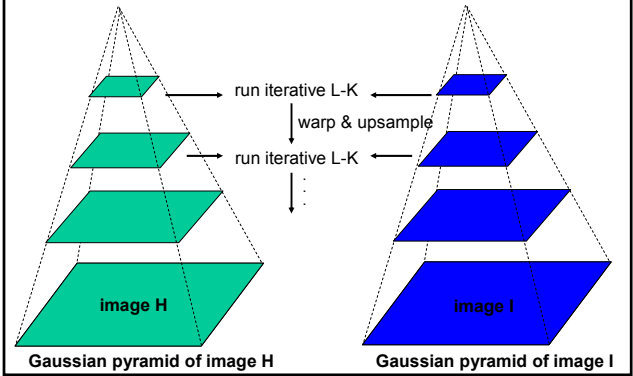 run iterative L-K
warp & upsample
run iterative L-K
.
.
.
image H
image I
Gaussian pyramid of image H
Gaussian pyramid of image I